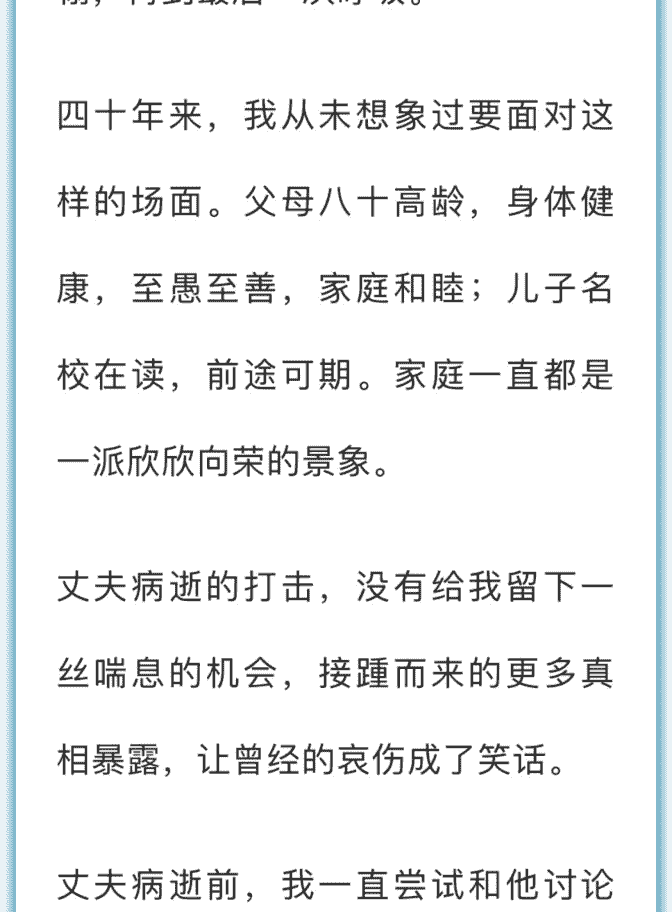 四十年来，我从未想象过要面对这
样的场面。父母八十高龄，身体健
康，至愚至善，家庭和睦；儿子名
校在读，前途可期。家庭一直都是
一派欣欣向荣的景象。
丈夫病逝的打击，没有给我留下一
丝喘息的机会，接踵而来的更多真
相暴露，让曾经的哀伤成了笑话。
丈夫病逝前，我一直尝试和他讨论